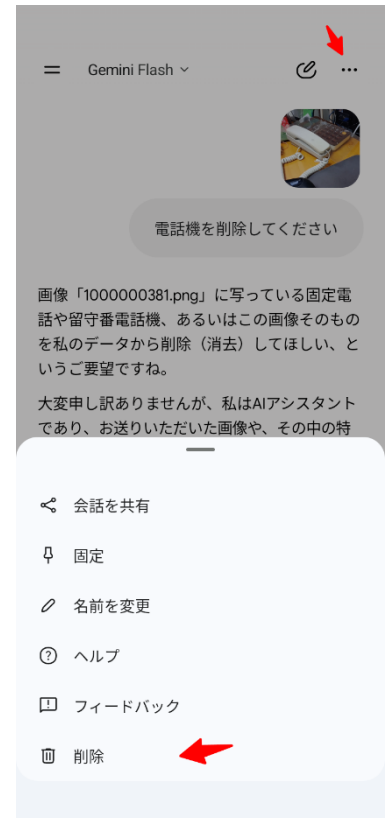 Gemini Flash
電話機を削除してください
画像「1000000381.png」に写っている固定電
話や留守番電話機、あるいはこの画像そのもの
を私のデータから削除（消去）してほしい、と
いうご要望ですね。
大変申し訳ありませんが、私はAIアシスタント
であり、お送りいただいた画像や、その中の特
会話を共有
固定
名前を変更
ヘルプ
フィードバック
削除